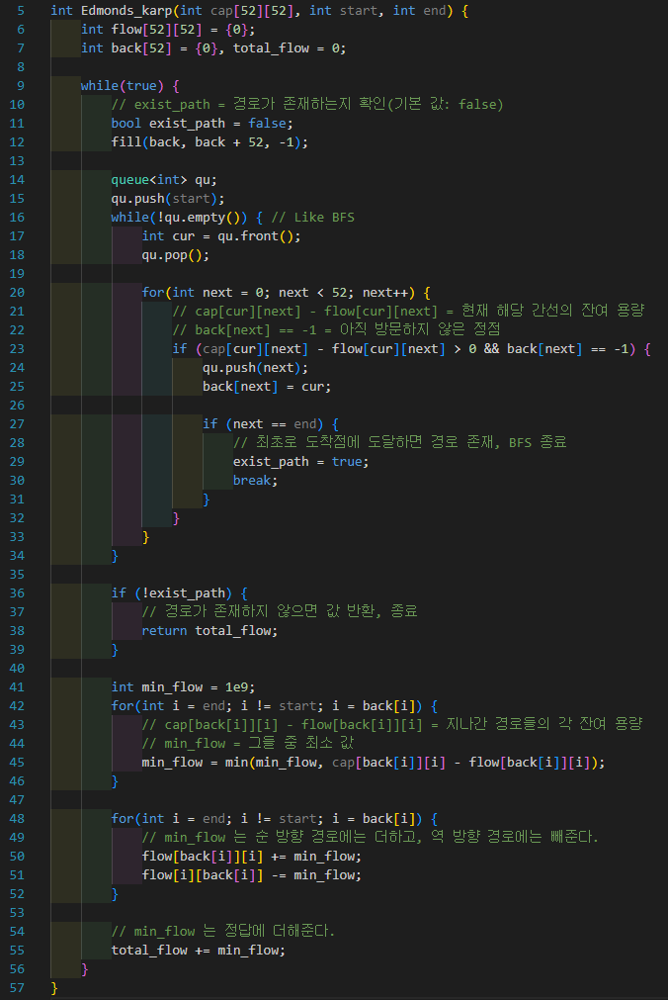 5 int Edmonds_karp(int cap[52][52], int start, int end) {
6     int flow[52][52] = {0};
7     int back[52] = {0}, total_flow = 0;
8
9     while(true) {
10         // exist_path = 경로가 존재하는지 확인(기본 값: false)
11         bool exist_path = false;
12         fill(back, back + 52, -1);
13
14         queue<int> qu;
15         qu.push(start);
16         while(!qu.empty()) { // Like BFS
17             int cur = qu.front();
18             qu.pop();
19
20             for(int next = 0; next < 52; next++) {
21                 // cap[cur][next] - flow[cur][next] = 현재 해당 간선의 잔여 용량
22                 // back[next] == -1 = 아직 방문하지 않은 정점
23                 if (cap[cur][next] - flow[cur][next] > 0 && back[next] == -1) {
24                     qu.push(next);
25                     back[next] = cur;
26
27                     if (next == end) {
28                         // 최초로 도착점에 도달하면 경로 존재, BFS 종료
29                         exist_path = true;
30                         break;
31                     }
32                 }
33             }
34         }
35
36         if (!exist_path) {
37             // 경로가 존재하지 않으면 값 반환, 종료
38             return total_flow;
39         }
40
41         int min_flow = 1e9;
42         for(int i = end; i != start; i = back[i]) {
43             // cap[back[i]][i] - flow[back[i]][i] = 지나간 경로들의 각 잔여 용량
44             // min_flow = 그들 중 최소 값
45             min_flow = min(min_flow, cap[back[i]][i] - flow[back[i]][i]);
46         }
47
48         for(int i = end; i != start; i = back[i]) {
49             // min_flow 는 순 방향 경로에는 더하고, 역 방향 경로에는 빼준다.
50             flow[back[i]][i] += min_flow;
51             flow[i][back[i]] -= min_flow;
52         }
53
54         // min_flow 는 정답에 더해준다.
55         total_flow += min_flow;
56     }
57 }